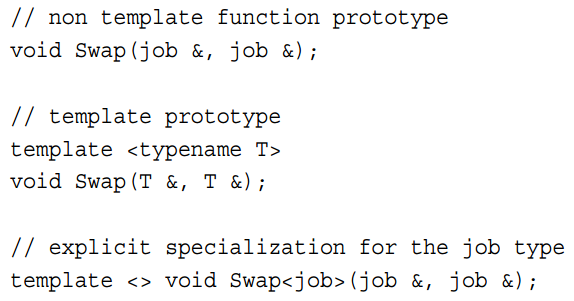 // non template function prototype
void Swap(job &, job &);
// template prototype
template <typename T>
void Swap(T &, T &);
// explicit specialization for the job type
template <> void Swap<job>(job &, job &);